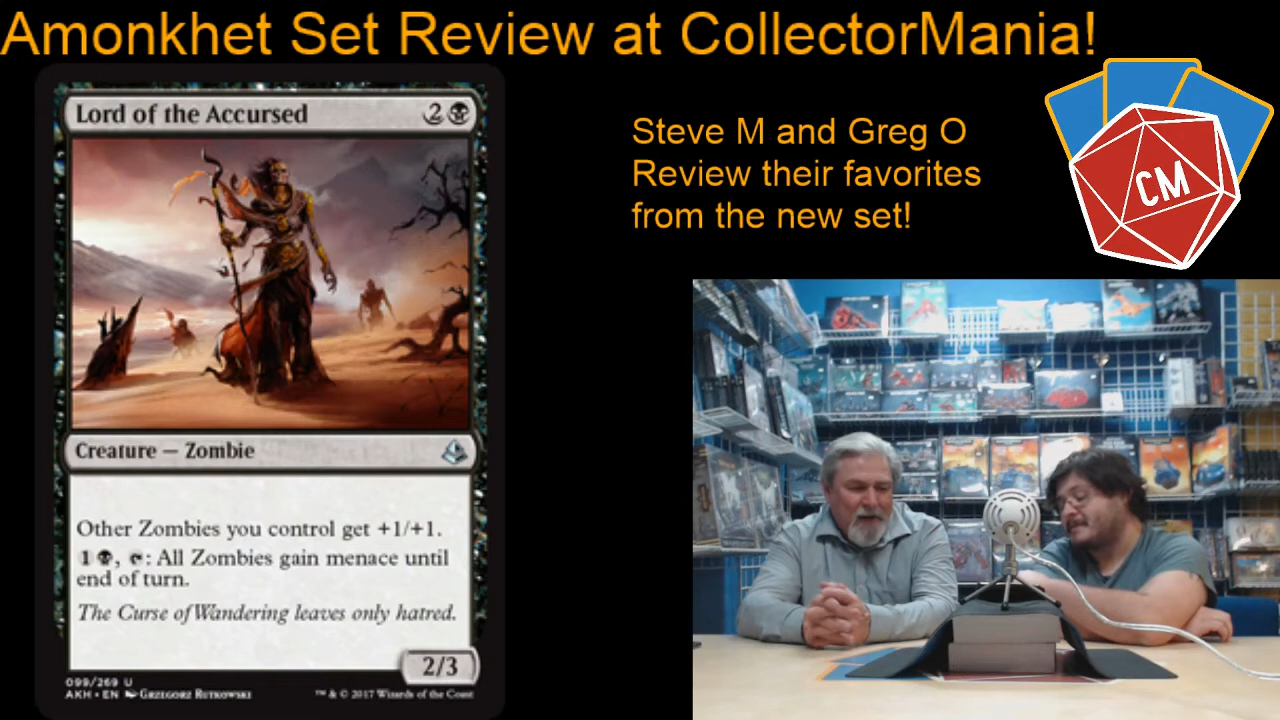 Amonkhet Set Review at CollectorMania!
Lord of the Accursed 2
Steve M and Greg O
Review their favorites
from the new set!
CM
Creature — Zombie
Other Zombies you control get +1/+1.
1 , : All Zombies gain menace until
end of turn.
The Curse of Wandering leaves only hatred.
2/3
099/269 U
AKH • EN Grzegorz Rutkowski
™ & © 2017 Wizards of the Coast